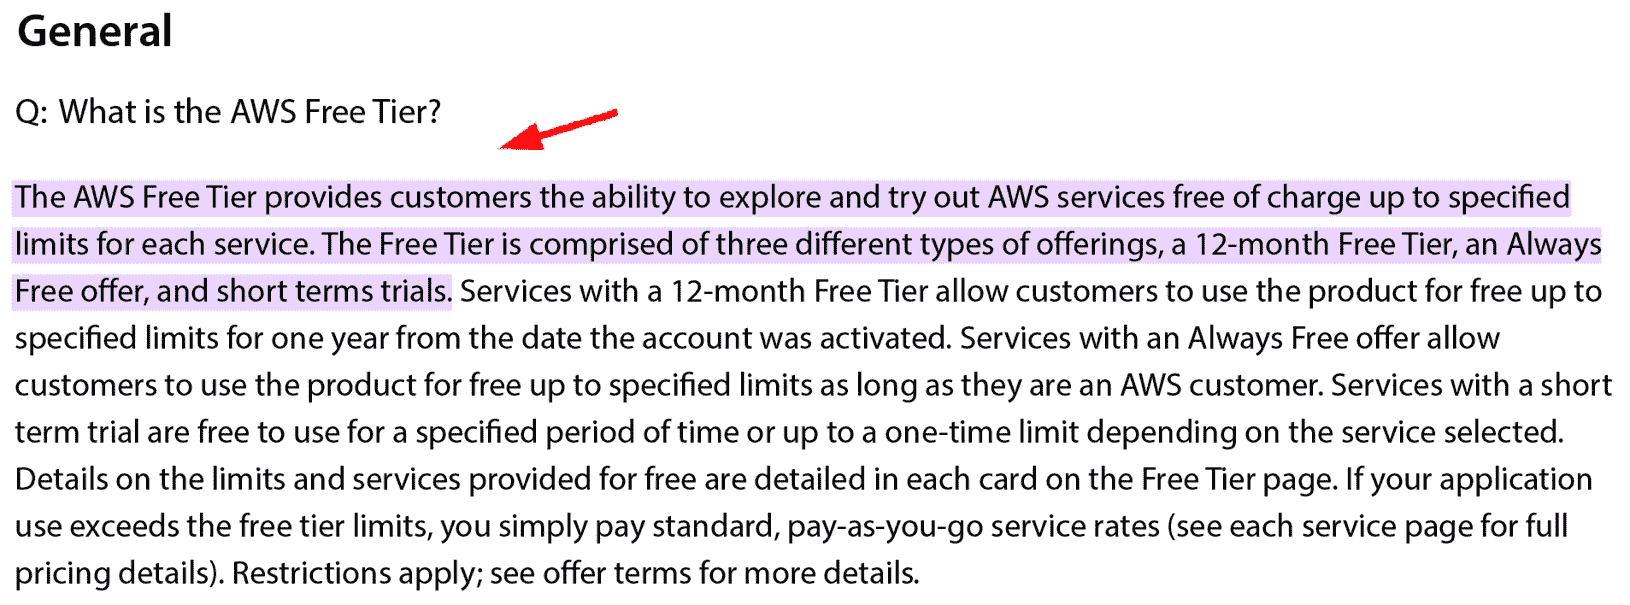 General
Q: What is the AWS Free Tier?
The AWS Free Tier provides customers the ability to explore and try out AWS services free of charge up to specified
limits for each service. The Free Tier is comprised of three different types of offerings, a 12-month Free Tier, an Always
Free offer, and short terms trials. Services with a 12-month Free Tier allow customers to use the product for free up to
specified limits for one year from the date the account was activated. Services with an Always Free offer allow
customers to use the product for free up to specified limits as long as they are an AWS customer. Services with a short
term trial are free to use for a specified period of time or up to a one-time limit depending on the service selected.
Details on the limits and services provided for free are detailed in each card on the Free Tier page. If your application
use exceeds the free tier limits, you simply pay standard, pay-as-you-go service rates (see each service page for full
pricing details). Restrictions apply; see offer terms for more details.